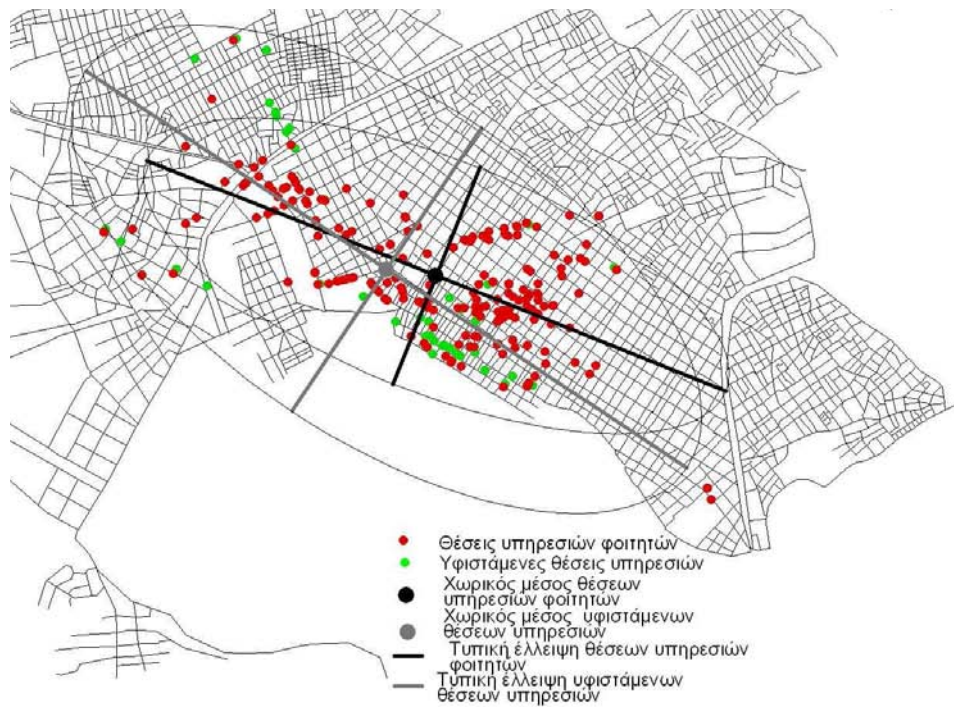 Θέσεις υπηρεσιών φοιτητών
Υφιστάμενες θέσεις υπηρεσιών
Χωρικός μέσος θέσεων
υπηρεσιών φοιτητών
Χωρικός μέσος υφιστάμενων
θέσεων υπηρεσιών
Τυπική έλλειψη θέσεων υπηρεσιών
φοιτητών
Τυπική έλλειψη υφιστάμενων
θέσεων υπηρεσιών